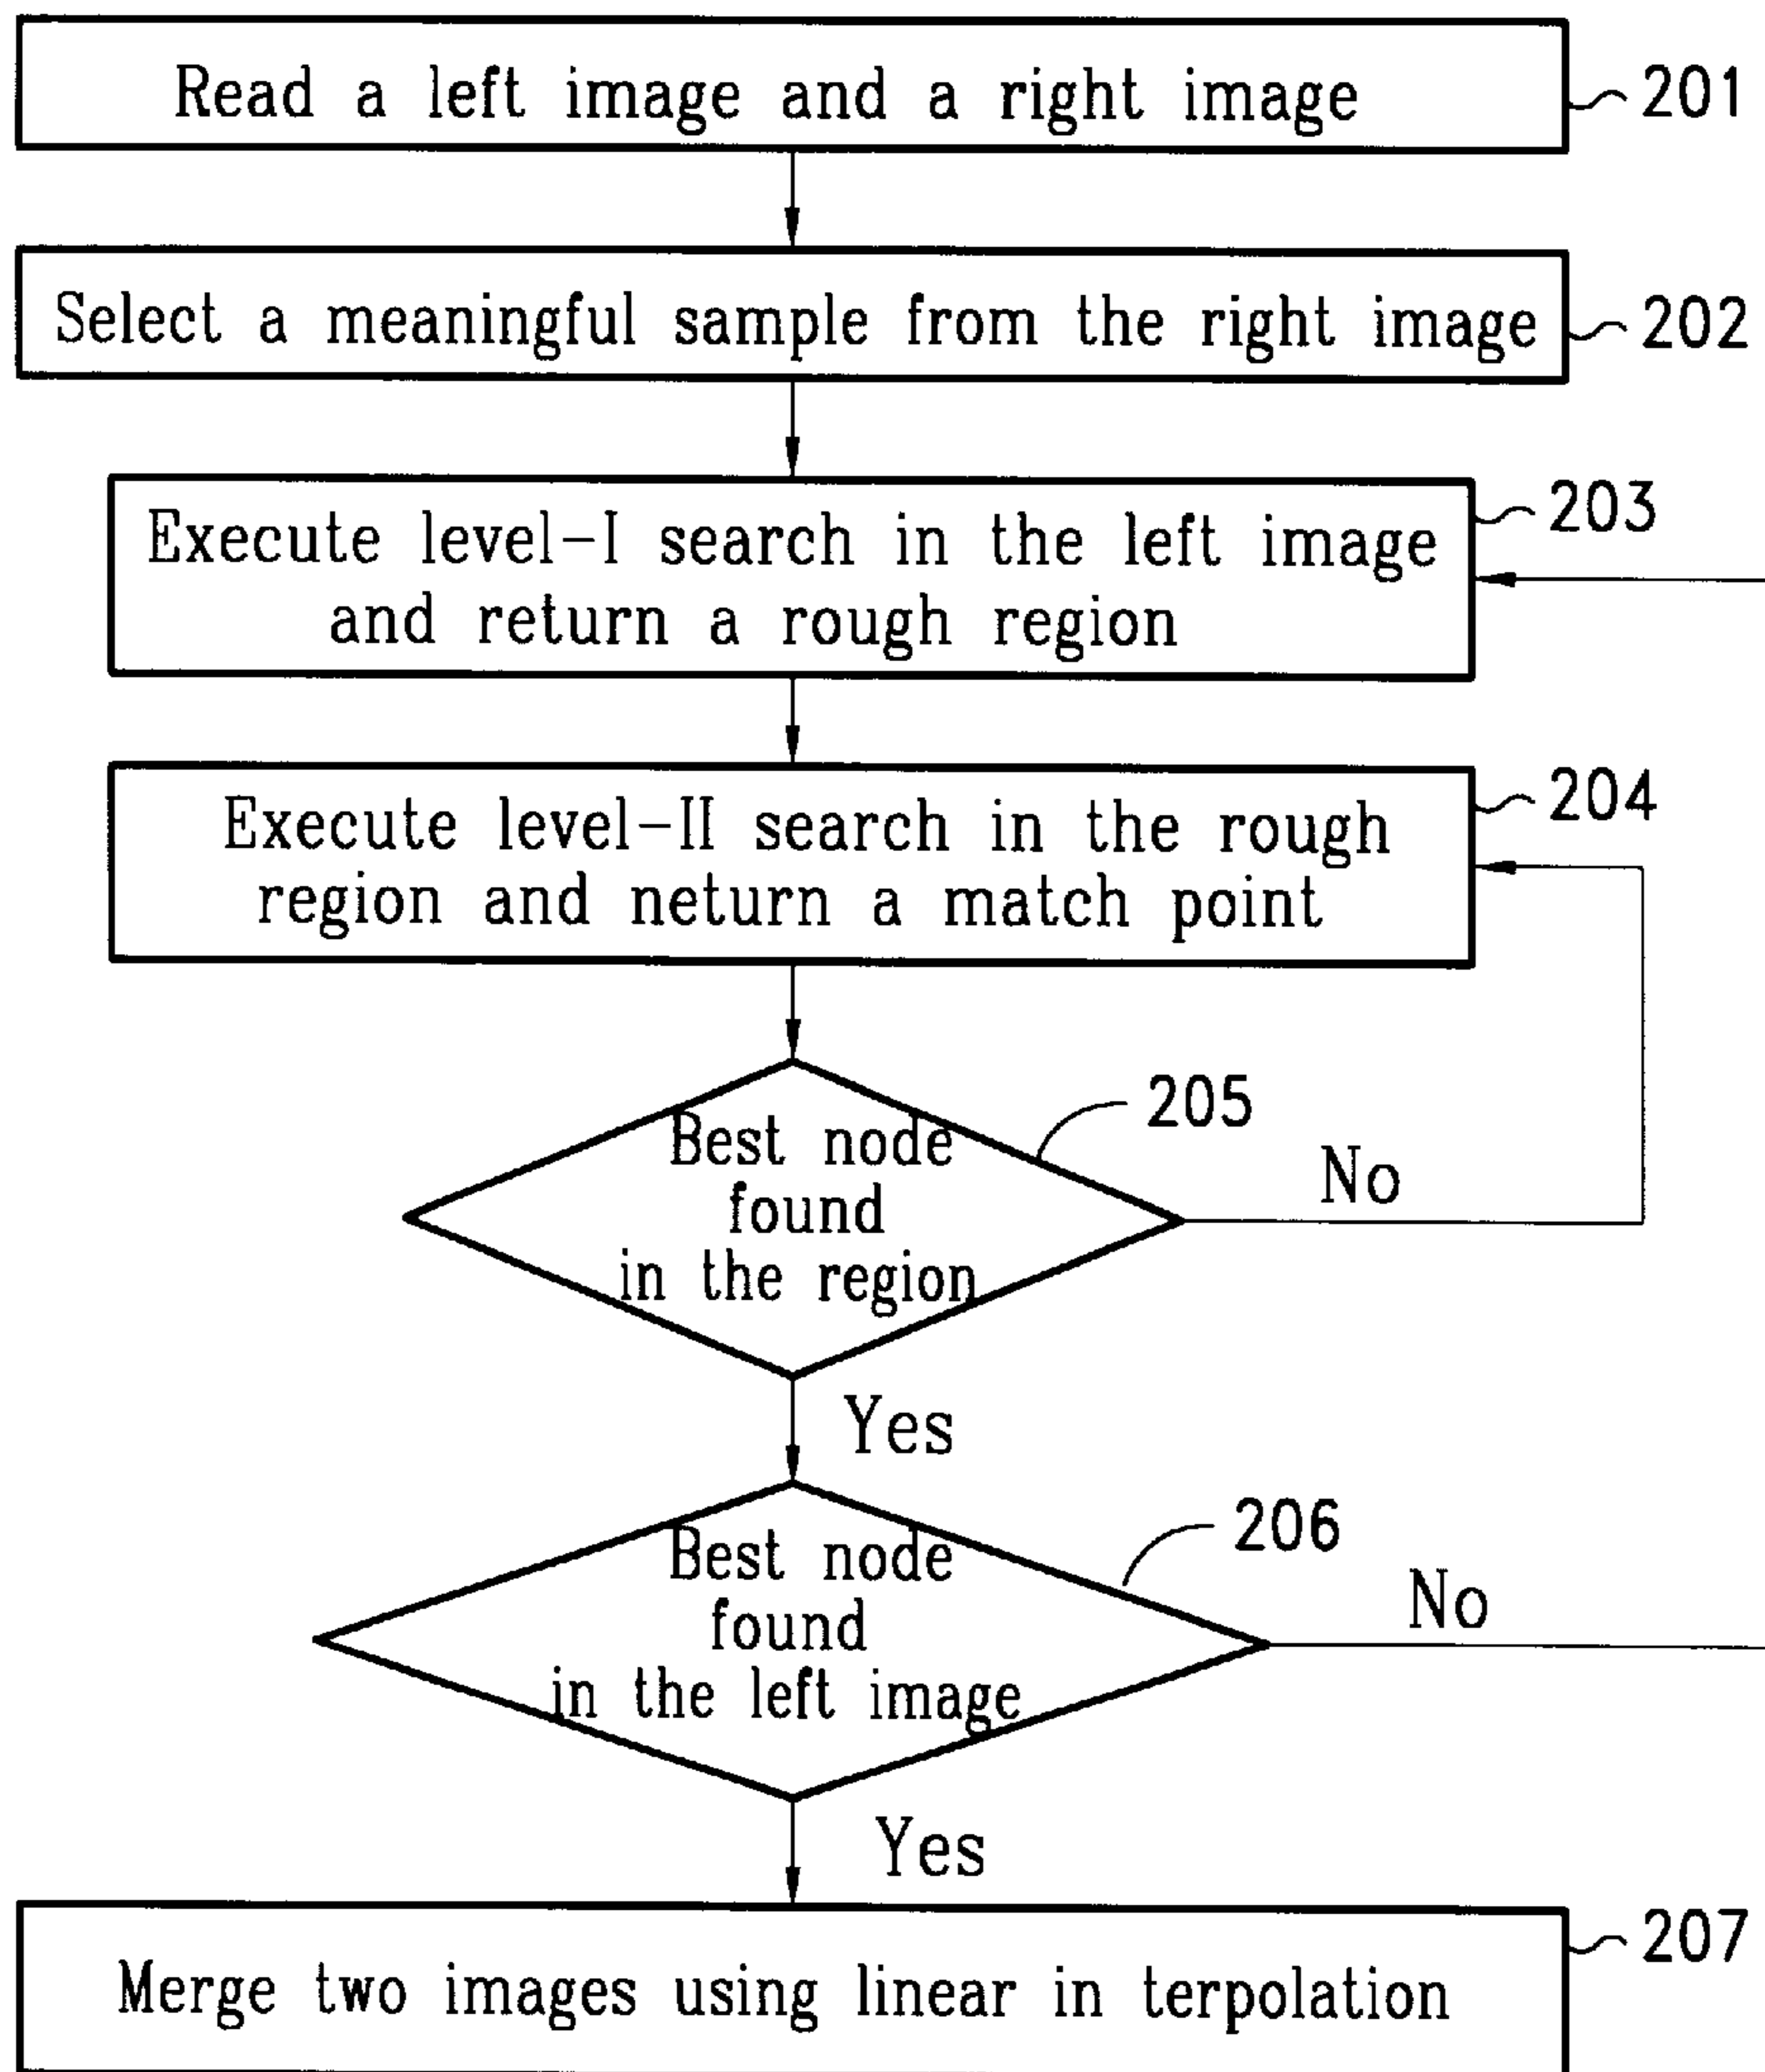 Read a left image and a right image
201
Select a meaningful sample from the right image
202
203
Execute level-I search in the left image
and return a rough region
204
Execute level-II search in the rough
region and neturn a match point
205
Best node
found
in the region
No
Yes
206
Best node
found
in the left image
No
Yes
207
Merge two images using linear in terpolation